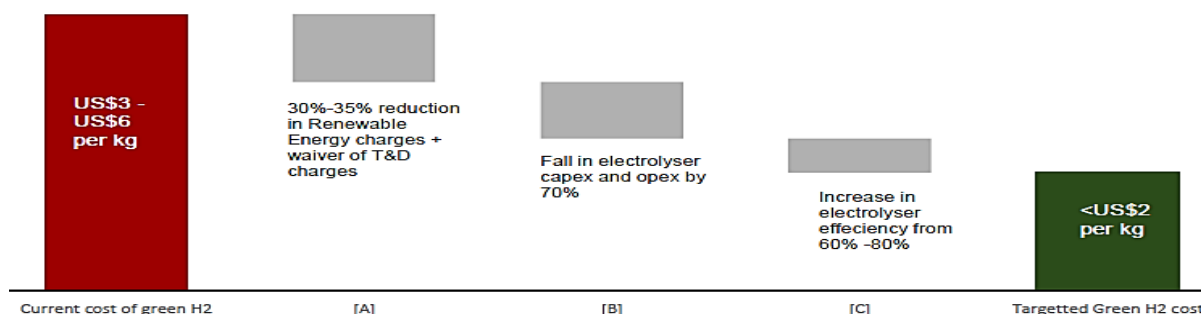 US$3 -
US$6
per kg
30%-35% reduction
in Renewable
Energy charges +
waiver of T&D
charges
Fall in electrolyser
capex and opex by
70%
Increase in
electrolyser
effeciency from
60% -80%
<US$2
per kg
Current cost of green H2
[A]
[B]
[C]
Targetted Green H2 cost